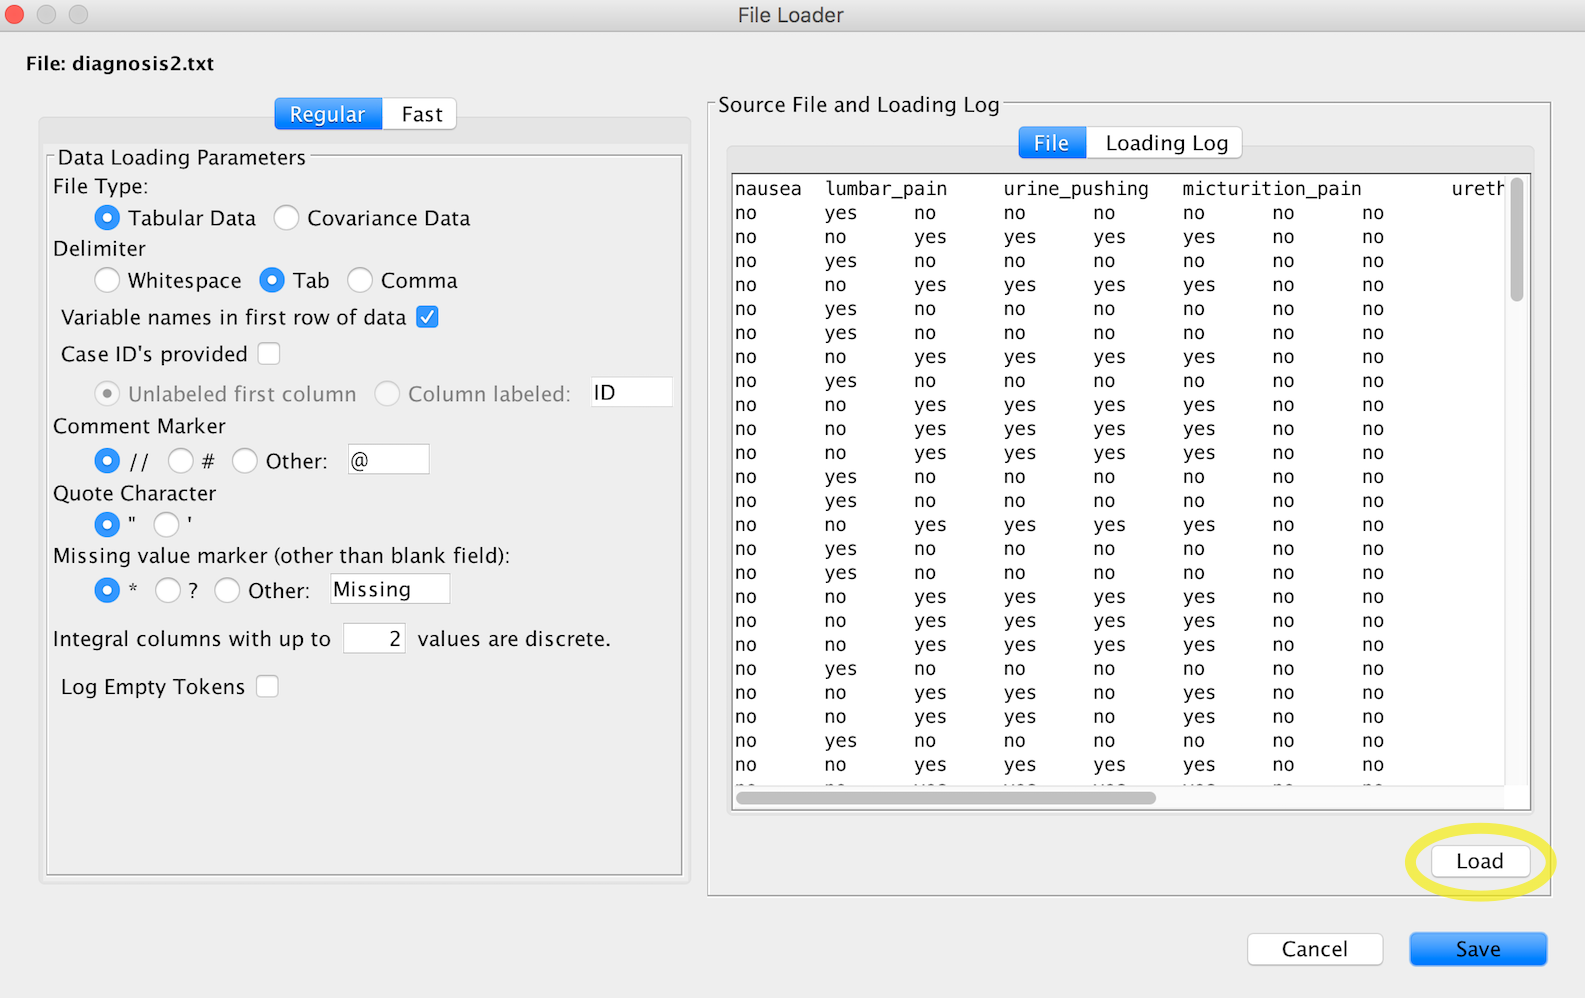 File Loader
File: diagnosis2.txt
Regular Fast
Data Loading Parameters
File Type:
Tabular Data Covariance Data
Delimiter
Whitespace Tab Comma
Variable names in first row of data
Case ID's provided
Unlabeled first column Column labeled: ID
Comment Marker
// # Other: @
Quote Character
" '
Missing value marker (other than blank field):
* ? Other: Missing
Integral columns with up to 2 values are discrete.
Log Empty Tokens
Source File and Loading Log
File Loading Log
nausea lumbar_pain urine_pushing micturition_pain ureth
no yes no no no no no no
no no yes yes yes yes no no
no yes no no no no no no
no no yes yes yes yes no no
no yes no no no no no no
no yes no no no no no no
no no yes yes yes yes no no
no yes no no no no no no
no no yes yes yes yes no no
no no yes yes yes yes no no
no no yes yes yes yes no no
no yes no no no no no no
no yes no no no no no no
no no yes yes yes yes no no
no yes no no no no no no
no yes no no no no no no
no no yes yes yes yes no no
no no yes yes yes yes no no
no no yes yes yes yes no no
no yes no no no no no no
no no yes yes no yes no no
no no yes yes no yes no no
no yes no no no no no no
no no yes yes yes yes no no
Load
Cancel Save